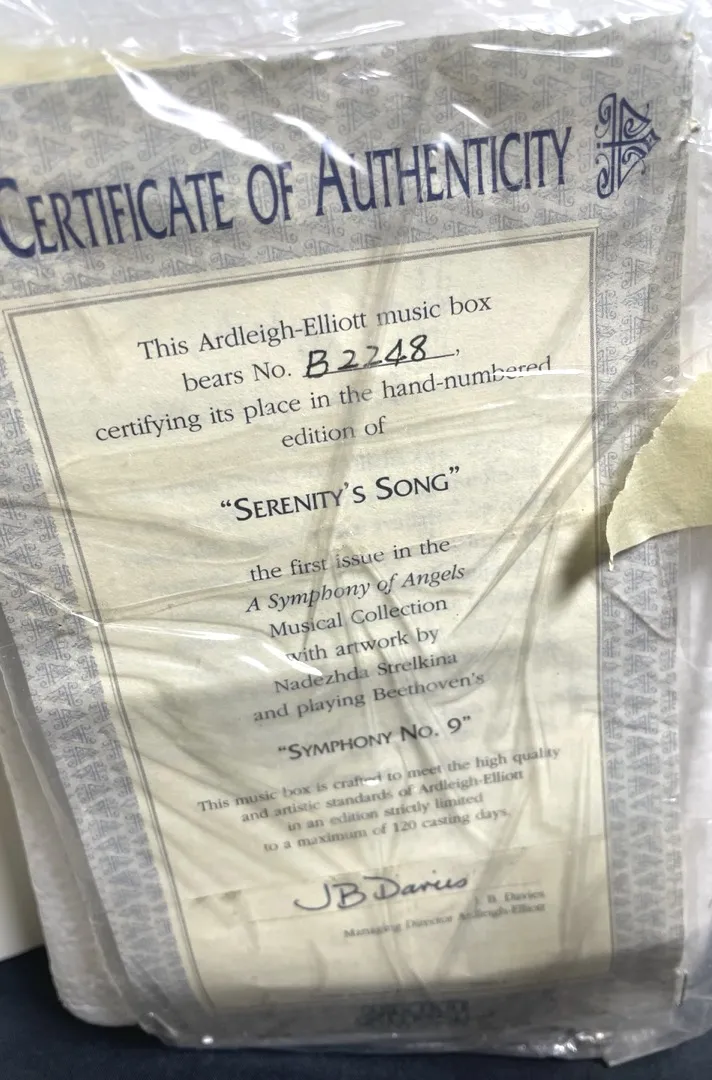 CERTIFICATE OF AUTHENTICITY
This Ardleigh-Elliott music box
bears No. B2248,
certifying its place in the hand-numbered
edition of
“SERENITY’S SONG”
the first issue in the
A Symphony of Angels
Musical Collection
with artwork by
Nadezhda Strelkina
and playing Beethoven’s
“SYMPHONY NO. 9”
This music box is crafted to meet the high quality
and artistic standards of Ardleigh-Elliott
in an edition strictly limited
to a maximum of 120 casting days.
JB Davies
J. B. Davies
Managing Director Ardleigh-Elliott